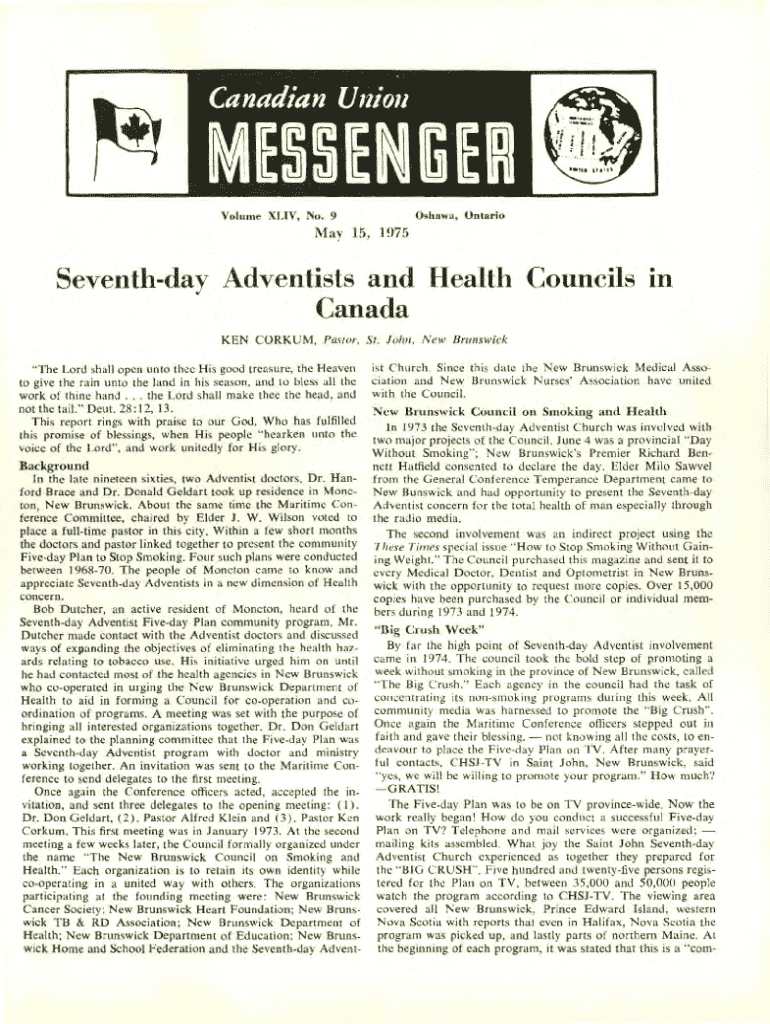 Canadian Union
MESSENGER
UNITED STATES
Volume XLIV, No. 9 Oshawa, Ontario
May 15, 1975
Seventh-day Adventists and Health Councils in
Canada
KEN CORKUM, Pastor, St. John, New Brunswick
"The Lord shall open unto thee His good treasure, the Heaven
to give the rain unto the land in his season, and to bless all the
work of thine hand . . . the Lord shall make thee the head, and
not the tail." Deut. 28:12, 13.
This report rings with praise to our God, Who has fulfilled
this promise of blessings, when His people "hearken unto the
voice of the Lord", and work unitedly for His glory.
Background
In the late nineteen sixties, two Adventist doctors, Dr. Han-
ford Brace and Dr. Donald Geldart took up residence in Monc-
ton, New Brunswick. About the same time the Maritime Con-
ference Committee, chaired by Elder J. W. Wilson voted to
place a full-time pastor in this city. Within a few short months
the doctors and pastor linked together to present the community
Five-day Plan to Stop Smoking. Four such plans were conducted
between 1968-70. The people of Moncton came to know and
appreciate Seventh-day Adventists in a new dimension of Health
concern.
Bob Dutcher, an active resident of Moncton, heard of the
Seventh-day Adventist Five-day Plan community program. Mr.
Dutcher made contact with the Adventist doctors and discussed
ways of expanding the objectives of eliminating the health haz-
ards relating to tobacco use. His initiative urged him on until
he had contacted most of the health agencies in New Brunswick
who co-operated in urging the New Brunswick Department of
Health to aid in forming a Council for co-operation and co-
ordination of programs. A meeting was set with the purpose of
bringing all interested organizations together. Dr. Don Geldart
explained to the planning committee that the Five-day Plan was
a Seventh-day Adventist program with doctor and ministry
working together. An invitation was sent to the Maritime Con-
ference to send delegates to the first meeting.
Once again the Conference officers acted, accepted the in-
vitation, and sent three delegates to the opening meeting: (1).
Dr. Don Geldart, (2). Pastor Alfred Klein and (3). Pastor Ken
Corkum. This first meeting was in January 1973. At the second
meeting a few weeks later, the Council formally organized under
the name "The New Brunswick Council on Smoking and
Health." Each organization is to retain its own identity while
co-operating in a united way with others. The organizations
participating at the founding meeting were: New Brunswick
Cancer Society; New Brunswick Heart Foundation; New Bruns-
wick TB & RD Association; New Brunswick Department of
Health; New Brunswick Department of Education; New Bruns-
wick Home and School Federation and the Seventh-day Advent-
ist Church. Since this date the New Brunswick Medical Asso-
ciation and New Brunswick Nurses' Association have united
with the Council.
New Brunswick Council on Smoking and Health
In 1973 the Seventh-day Adventist Church was involved with
two major projects of the Council. June 4 was a provincial "Day
Without Smoking"; New Brunswick's Premier Richard Ben-
nett Hatfield consented to declare the day. Elder Milo Sawvel
from the General Conference Temperance Department came to
New Bunswick and had opportunity to present the Seventh-day
Adventist concern for the total health of man especially through
the radio media.
The second involvement was an indirect project using the
These Times special issue "How to Stop Smoking Without Gain-
ing Weight." The Council purchased this magazine and sent it to
every Medical Doctor, Dentist and Optometrist in New Bruns-
wick with the opportunity to request more copies. Over 15,000
copies have been purchased by the Council or individual mem-
bers during 1973 and 1974.
"Big Crush Week"
By far the high point of Seventh-day Adventist involvement
came in 1974. The council took the bold step of promoting a
week without smoking in the province of New Brunswick, called
"The Big Crush." Each agency in the council had the task of
concentrating its non-smoking programs during this week. All
community media was harnessed to promote the "Big Crush".
Once again the Maritime Conference officers stepped out in
faith and gave their blessing, — not knowing all the costs, to en-
deavour to place the Five-day Plan on TV. After many prayer-
ful contacts, CHSJ-TV in Saint John, New Brunswick, said
"yes, we will be willing to promote your program." How much?
—GRATIS!
The Five-day Plan was to be on TV province-wide. Now the
work really began! How do you conduct a successful Five-day
Plan on TV? Telephone and mail services were organized; —
mailing kits assembled. What joy the Saint John Seventh-day
Adventist Church experienced as together they prepared for
the "BIG CRUSH". Five hundred and twenty-five persons regis-
tered for the Plan on TV, between 35,000 and 50,000 people
watch the program according to CHSJ-TV. The viewing area
covered all New Brunswick, Prince Edward Island, western
Nova Scotia with reports that even in Halifax, Nova Scotia the
program was picked up, and lastly parts of northern Maine. At
the beginning of each program, it was stated that this is a "com-